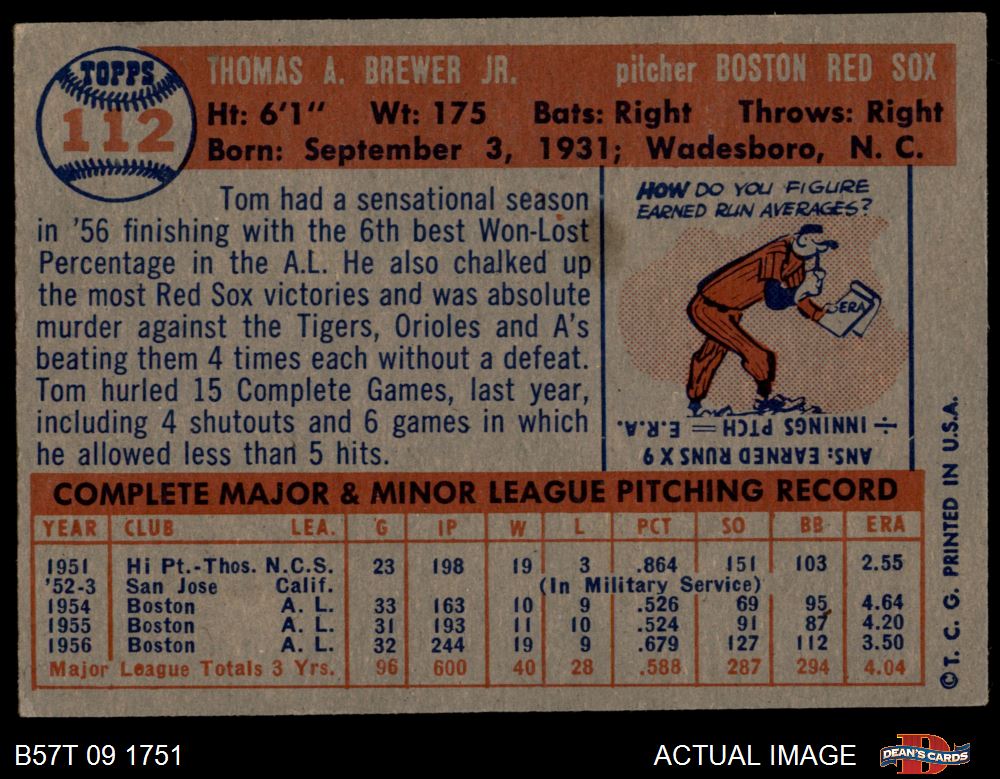 TOPPS
112
THOMAS A. BREWER JR. pitcher BOSTON RED SOX
Ht: 6'1" Wt: 175 Bats: Right Throws: Right
Born: September 3, 1931; Wadesboro, N. C.
Tom had a sensational season
in '56 finishing with the 6th best Won-Lost
Percentage in the A.L. He also chalked up
the most Red Sox victories and was absolute
murder against the Tigers, Orioles and A's
beating them 4 times each without a defeat.
Tom hurled 15 Complete Games, last year,
including 4 shutouts and 6 games in which
he allowed less than 5 hits.
HOW DO YOU FIGURE
EARNED RUN AVERAGES?
ERA
ANS: EARNED RUNS X 9
÷ INNINGS PTCH = E.R.A.
COMPLETE MAJOR & MINOR LEAGUE PITCHING RECORD
YEAR CLUB LEA. G IP W L PCT SO BB ERA
1951 Hi Pt.-Thos. N.C.S. 23 198 19 3 .864 151 103 2.55
'52-3 San Jose Calif. (In Military Service)
1954 Boston A. L. 33 163 10 9 .526 69 95 4.64
1955 Boston A. L. 31 193 11 10 .524 91 87 4.20
1956 Boston A. L. 32 244 19 9 .679 127 112 3.50
Major League Totals 3 Yrs. 96 600 40 28 .588 287 294 4.04
© T. C. G. PRINTED IN U.S.A.
B57T 09 1751 ACTUAL IMAGE
DEAN'S CARDS